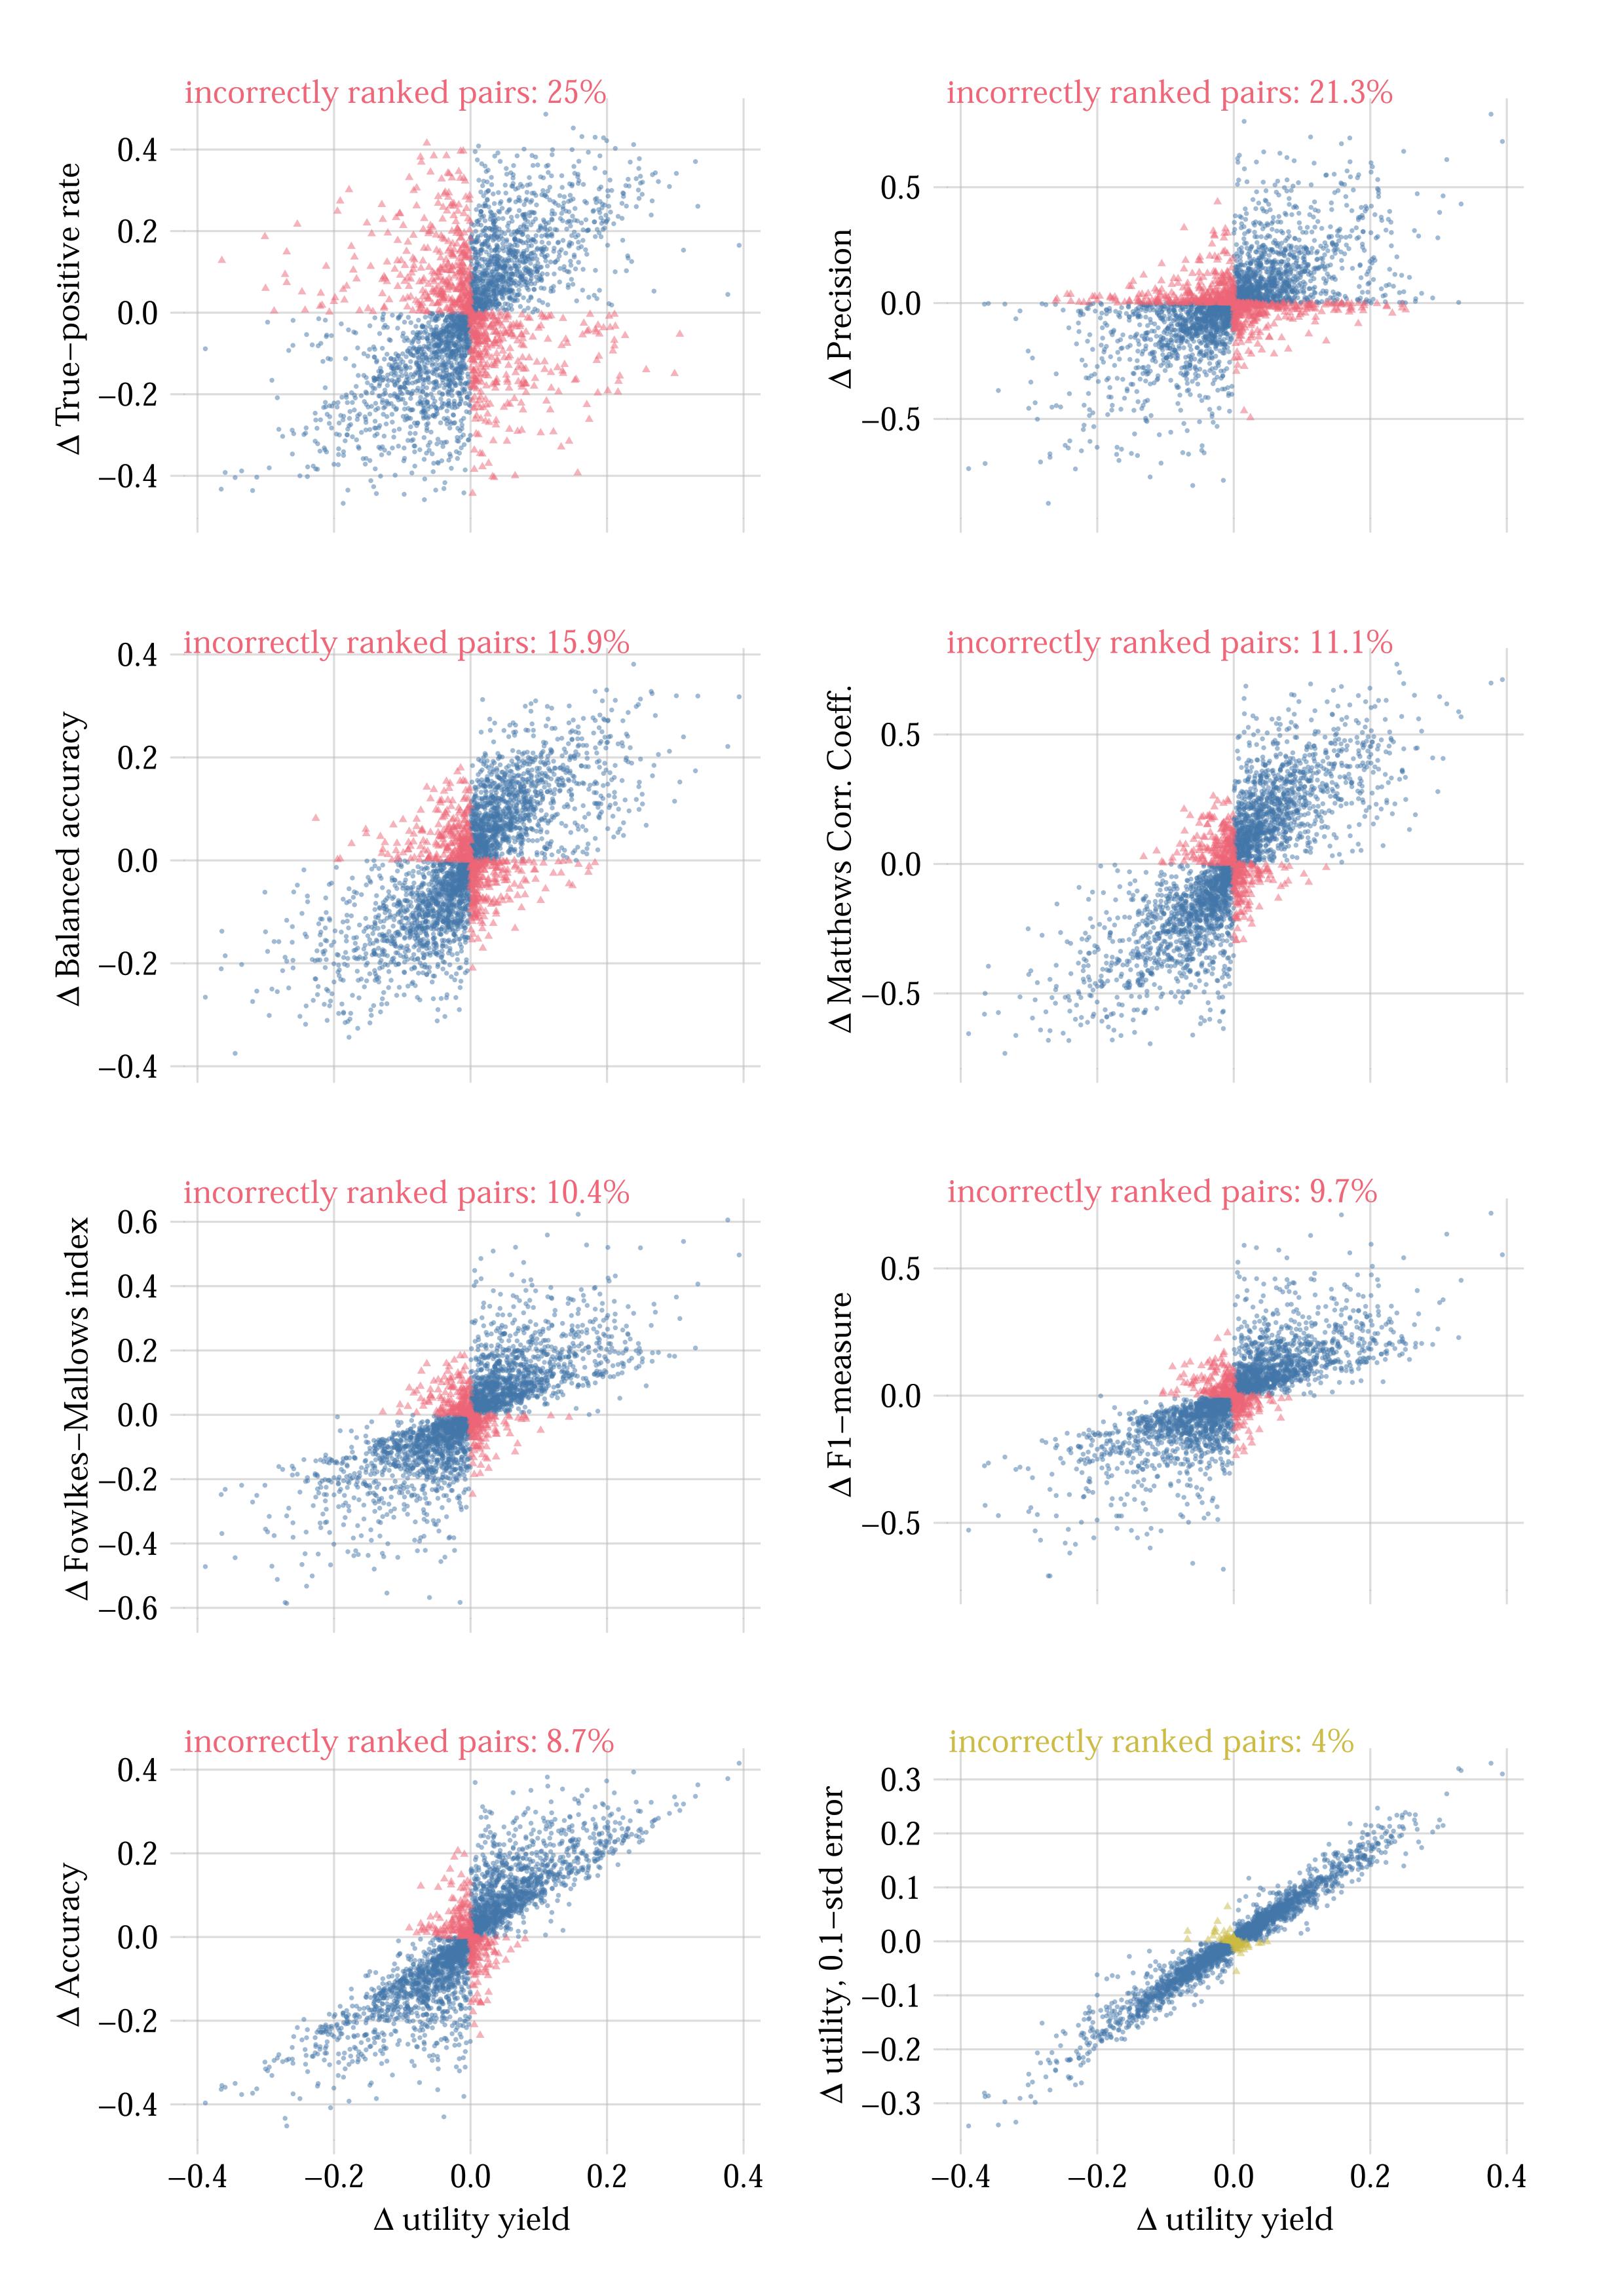 incorrectly ranked pairs: 25%
0.4
0.2
0.0
−0.2
−0.4
Δ True−positive rate
incorrectly ranked pairs: 21.3%
0.5
0.0
−0.5
Δ Precision
incorrectly ranked pairs: 15.9%
0.4
0.2
0.0
−0.2
−0.4
Δ Balanced accuracy
incorrectly ranked pairs: 11.1%
0.5
0.0
−0.5
Δ Matthews Corr. Coeff.
incorrectly ranked pairs: 10.4%
0.6
0.4
0.2
0.0
−0.2
−0.4
−0.6
Δ Fowlkes−Mallows index
incorrectly ranked pairs: 9.7%
0.5
0.0
−0.5
Δ F1−measure
incorrectly ranked pairs: 8.7%
0.4
0.2
0.0
−0.2
−0.4
Δ Accuracy
−0.4 −0.2 0.0 0.2 0.4
Δ utility yield
incorrectly ranked pairs: 4%
0.3
0.2
0.1
0.0
−0.1
−0.2
−0.3
Δ utility, 0.1−std error
−0.4 −0.2 0.0 0.2 0.4
Δ utility yield